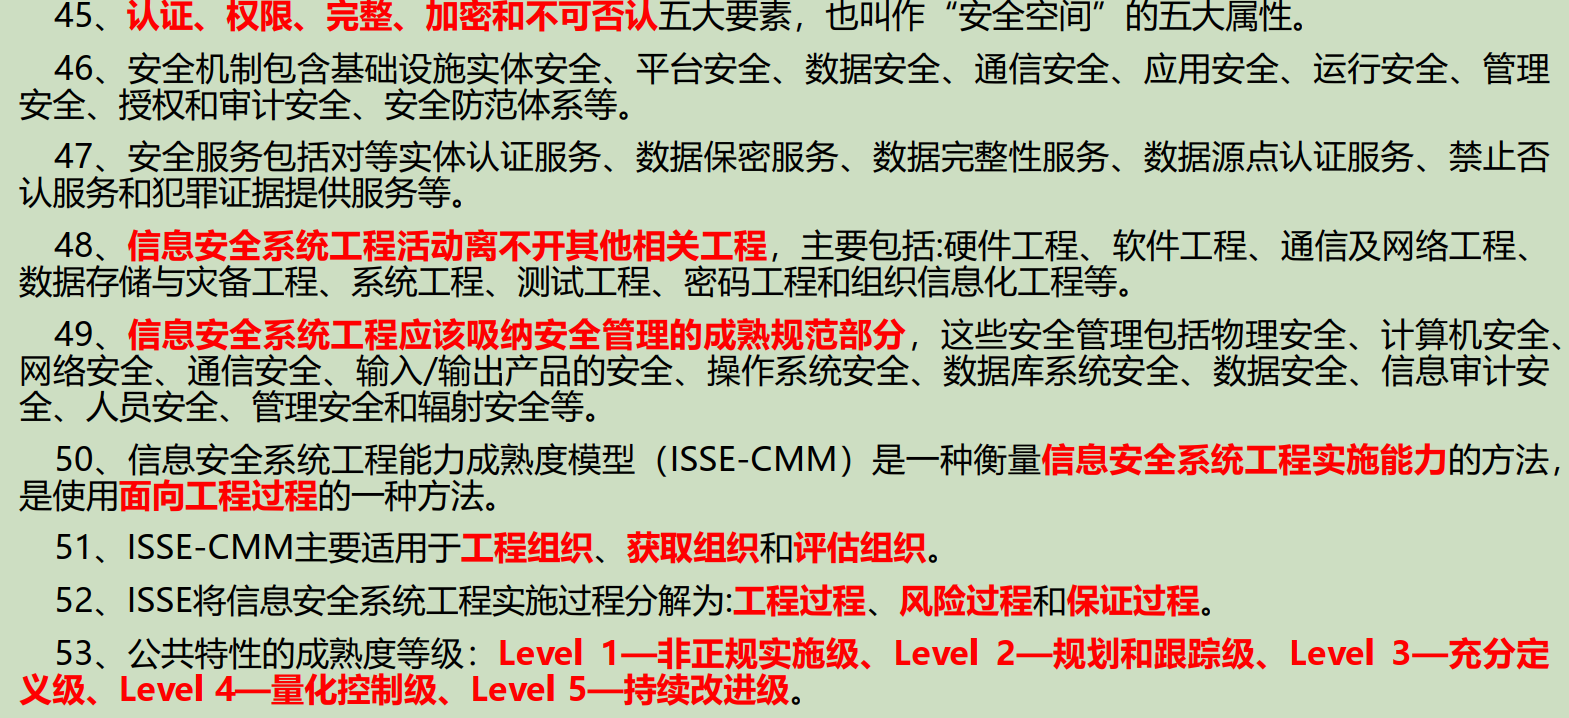 45、认证、权限、完整、加密和不可否认五大要素，也叫作“安全空间”的五大属性。
46、安全机制包含基础设施实体安全、平台安全、数据安全、通信安全、应用安全、运行安全、管理
安全、授权和审计安全、安全防范体系等。
47、安全服务包括对等实体认证服务、数据保密服务、数据完整性服务、数据源点认证服务、禁止否
认服务和犯罪证据提供服务等。
48、信息安全系统工程活动离不开其他相关工程，主要包括:硬件工程、软件工程、通信及网络工程、
数据存储与灾备工程、系统工程、测试工程、密码工程和组织信息化工程等。
49、信息安全系统工程应该吸纳安全管理的成熟规范部分，这些安全管理包括物理安全、计算机安全、
网络安全、通信安全、输入/输出产品的安全、操作系统安全、数据库系统安全、数据安全、信息审计安
全、人员安全、管理安全和辐射安全等。
50、信息安全系统工程能力成熟度模型（ISSE-CMM）是一种衡量信息安全系统工程实施能力的方法，
是使用面向工程过程的一种方法。
51、ISSE-CMM主要适用于工程组织、获取组织和评估组织。
52、ISSE将信息安全系统工程实施过程分解为:工程过程、风险过程和保证过程。
53、公共特性的成熟度等级：Level 1—非正规实施级、Level 2—规划和跟踪级、Level 3—充分定
义级、Level 4—量化控制级、Level 5—持续改进级。